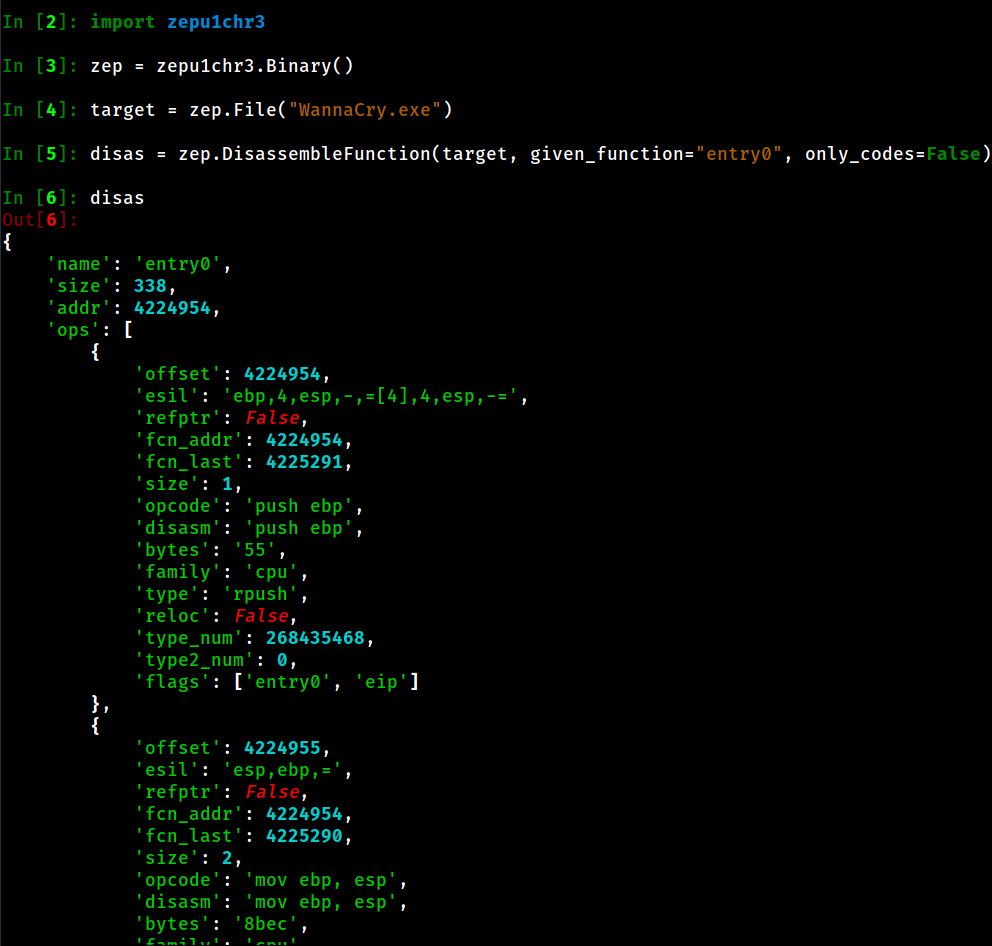 In [2]: import zepu1chr3
In [3]: zep = zepu1chr3.Binary()
In [4]: target = zep.File("WannaCry.exe")
In [5]: disas = zep.DisassembleFunction(target, given_function="entry0", only_codes=False)
In [6]: disas
Out[6]:
{
    'name': 'entry0',
    'size': 338,
    'addr': 4224954,
    'ops': [
        {
            'offset': 4224954,
            'esil': 'ebp,4,esp,-,=[4],4,esp,-=',
            'refptr': False,
            'fcn_addr': 4224954,
            'fcn_last': 4225291,
            'size': 1,
            'opcode': 'push ebp',
            'disasm': 'push ebp',
            'bytes': '55',
            'family': 'cpu',
            'type': 'rpush',
            'reloc': False,
            'type_num': 268435468,
            'type2_num': 0,
            'flags': ['entry0', 'eip']
        },
        {
            'offset': 4224955,
            'esil': 'esp,ebp,=',
            'refptr': False,
            'fcn_addr': 4224954,
            'fcn_last': 4225290,
            'size': 2,
            'opcode': 'mov ebp, esp',
            'disasm': 'mov ebp, esp',
            'bytes': '8bec',
            'family': 'cpu'